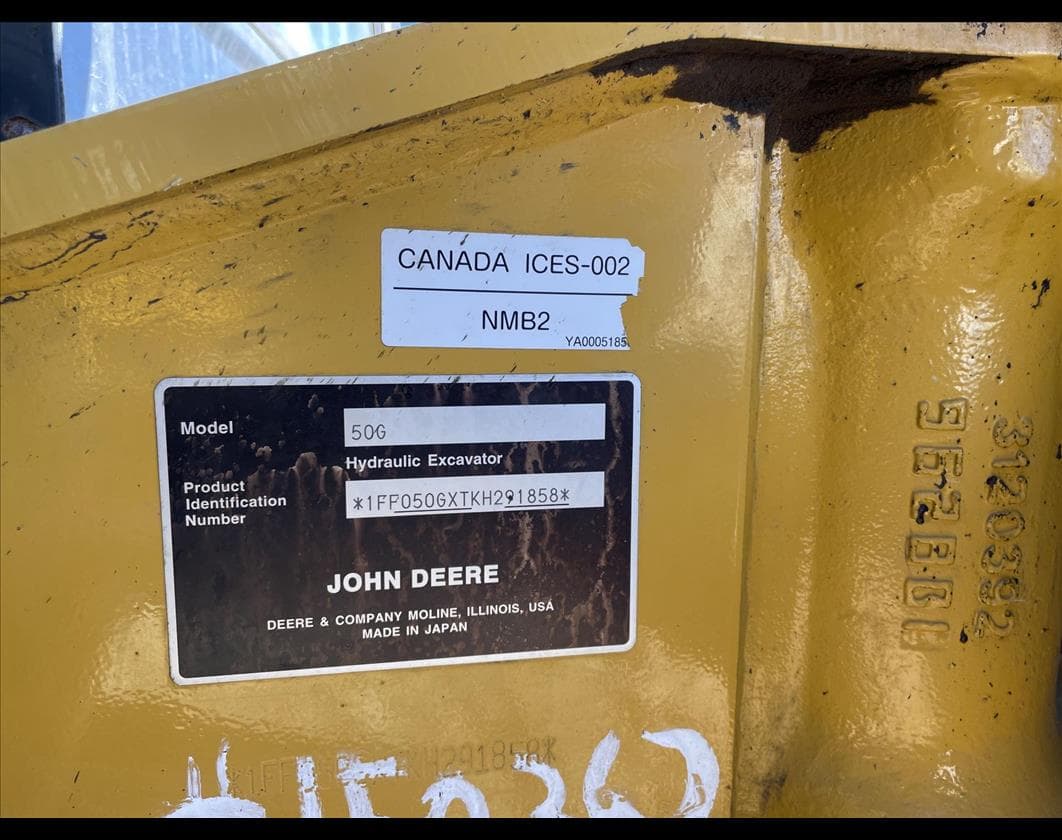 CANADA ICES-002
NMB2
YA0005185
Model
50G
Hydraulic Excavator
Product
Identification
Number
*1FF050GXTKH291858*
JOHN DEERE
DEERE & COMPANY MOLINE, ILLINOIS, USA
MADE IN JAPAN
3120392